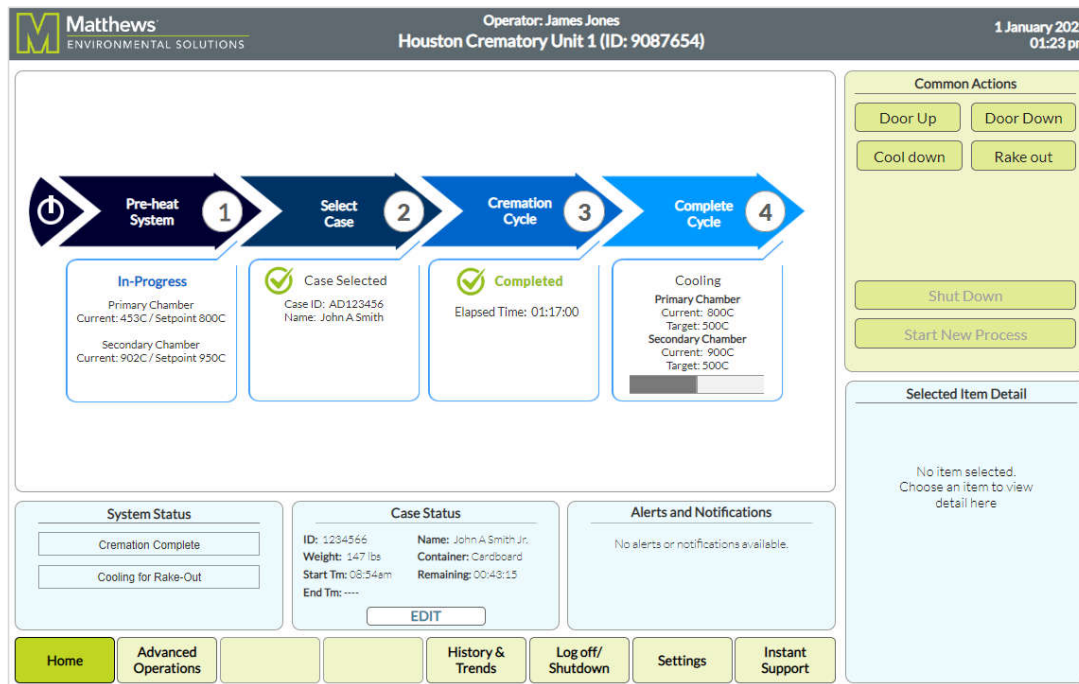 Matthews
ENVIRONMENTAL SOLUTIONS
Operator: James Jones
Houston Crematory Unit 1 (ID: 9087654)
1 January 202
01:23 p
Pre-heat
System
1
Select
Case
2
Cremation
Cycle
3
Complete
Cycle
4
In-Progress
Primary Chamber
Current: 453C / Setpoint 800C
Secondary Chamber
Current: 902C / Setpoint 950C
Case Selected
Case ID: AD123456
Name: John A Smith
Completed
Elapsed Time: 01:17:00
Cooling
Primary Chamber
Current: 800C
Target: 500C
Secondary Chamber
Current: 900C
Target: 500C
Common Actions
Door Up
Door Down
Cool down
Rake out
Shut Down
Start New Process
Selected Item Detail
No item selected.
Choose an item to view
detail here
System Status
Cremation Complete
Cooling for Rake-Out
Case Status
ID: 1234566
Name: John A Smith Jr.
Weight: 147 lbs
Container: Cardboard
Start Tm: 08:54am
Remaining: 00:43:15
End Tm: ----
EDIT
Alerts and Notifications
No alerts or notifications available.
Home
Advanced
Operations
History &
Trends
Log off/
Shutdown
Settings
Instant
Support